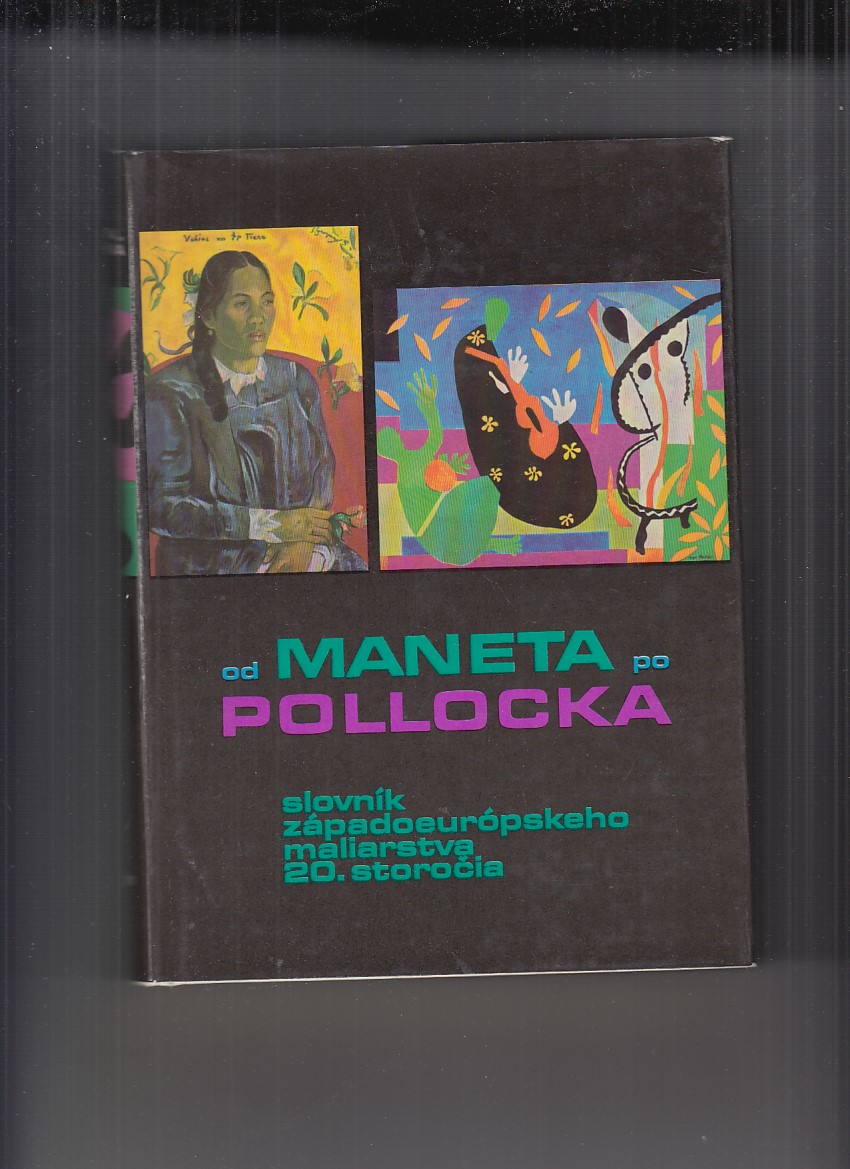 od MANETA po
POLLOCKA
slovník
západoeurópskeho
maliarstva
20. storočia